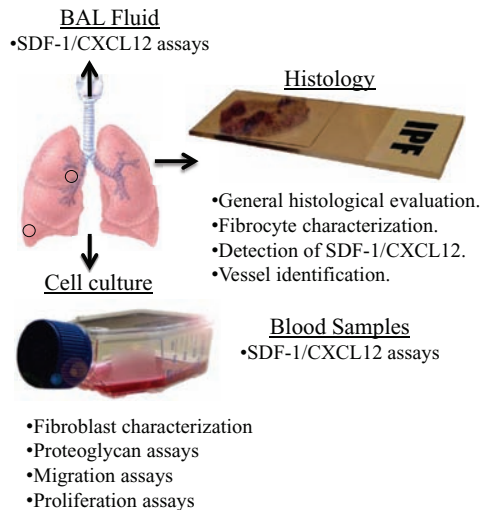 BAL Fluid
•SDF-1/CXCL12 assays
Histology
IPF
•General histological evaluation.
•Fibrocyte characterization.
•Detection of SDF-1/CXCL12.
•Vessel identification.
Cell culture
Blood Samples
•SDF-1/CXCL12 assays
•Fibroblast characterization
•Proteoglycan assays
•Migration assays
•Proliferation assays